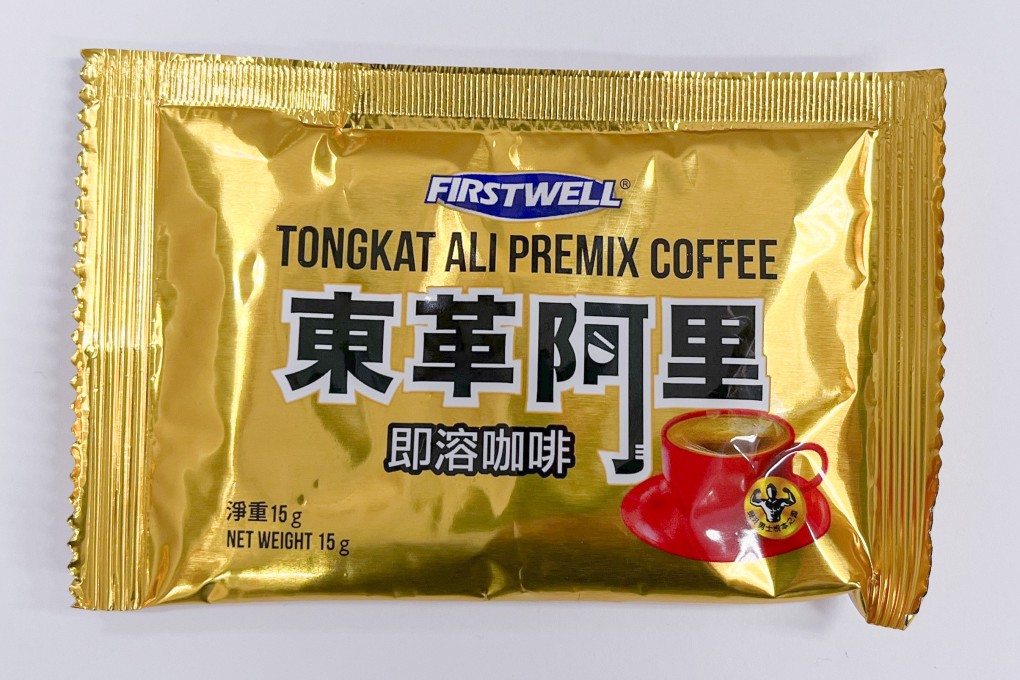 FIRSTWELL®
TONGKAT ALI PREMIX COFFEE
東革阿里
即溶咖啡
淨重15g
NET WEIGHT 15g